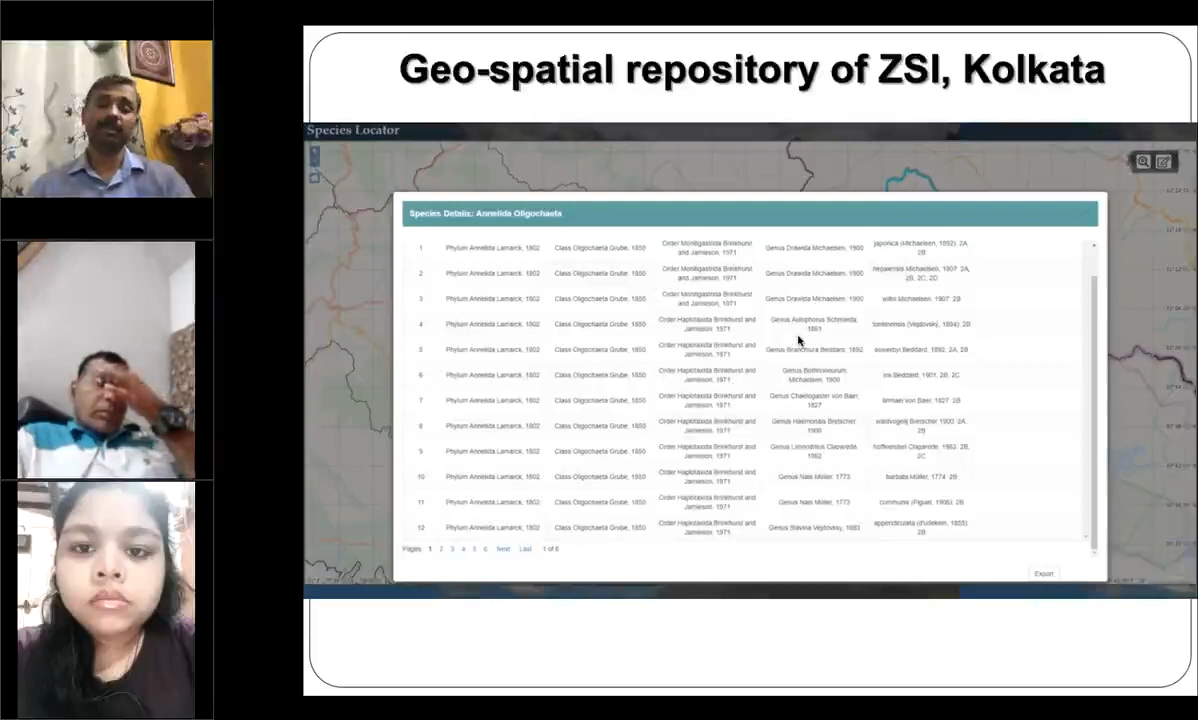 Geo-spatial repository of ZSI, Kolkata
Species Locator
Species Details: Annelida Oligochaeta
1 Phylum Annelida Lamarck, 1802 Class Oligochaeta Grube, 1850 Order Moniligastrida Brinkhurst and Jamieson, 1971 Genus Drawida Michaelsen, 1900 japonica (Michaelsen, 1892) 2A, 2B
2 Phylum Annelida Lamarck, 1802 Class Oligochaeta Grube, 1850 Order Moniligastrida Brinkhurst and Jamieson, 1971 Genus Drawida Michaelsen, 1900 nepalensis Michaelsen, 1907 2A, 2B, 2C, 2D
3 Phylum Annelida Lamarck, 1802 Class Oligochaeta Grube, 1850 Order Moniligastrida Brinkhurst and Jamieson, 1971 Genus Drawida Michaelsen, 1900 willsi Michaelsen, 1907 2B
4 Phylum Annelida Lamarck, 1802 Class Oligochaeta Grube, 1850 Order Haplotaxida Brinkhurst and Jamieson, 1971 Genus Aulophorus Schmarda, 1861 tonkinensis (Vejdovský, 1894) 2B
5 Phylum Annelida Lamarck, 1802 Class Oligochaeta Grube, 1850 Order Haplotaxida Brinkhurst and Jamieson, 1971 Genus Branchiura Beddard, 1892 sowerbyi Beddard, 1892, 2A, 2B
6 Phylum Annelida Lamarck, 1802 Class Oligochaeta Grube, 1850 Order Haplotaxida Brinkhurst and Jamieson, 1971 Genus Bothrioneurum Michaelsen, 1900 iris Beddard, 1901, 2B, 2C
7 Phylum Annelida Lamarck, 1802 Class Oligochaeta Grube, 1850 Order Haplotaxida Brinkhurst and Jamieson, 1971 Genus Chaetogaster von Baer, 1827 limnaei von Baer, 1827 2B
8 Phylum Annelida Lamarck, 1802 Class Oligochaeta Grube, 1850 Order Haplotaxida Brinkhurst and Jamieson, 1971 Genus Haemonais Bretscher 1900 waldvogeli Bretscher 1900 2A, 2B
9 Phylum Annelida Lamarck, 1802 Class Oligochaeta Grube, 1850 Order Haplotaxida Brinkhurst and Jamieson, 1971 Genus Limnodrilus Claparede, 1862 hoffmeisteri Claparede, 1862; 2B, 2C
10 Phylum Annelida Lamarck, 1802 Class Oligochaeta Grube, 1850 Order Haplotaxida Brinkhurst and Jamieson, 1971 Genus Nais Müller, 1773 barbata Müller, 1774 2B
11 Phylum Annelida Lamarck, 1802 Class Oligochaeta Grube, 1850 Order Haplotaxida Brinkhurst and Jamieson, 1971 Genus Nais Müller, 1773 communis (Piguet, 1906) 2B
12 Phylum Annelida Lamarck, 1802 Class Oligochaeta Grube, 1850 Order Haplotaxida Brinkhurst and Jamieson, 1971 Genus Slavina Vejdovsky, 1883 appendiculata (d'udekem, 1855) 2B
Pages 1 2 3 4 5 6 Next Last 1 of 6
Export